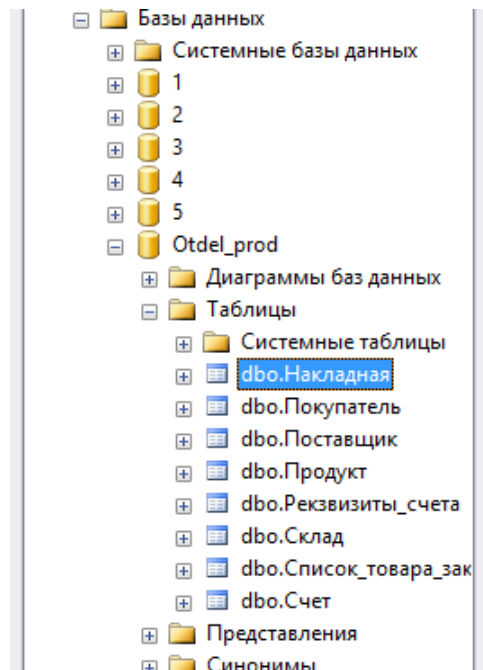 Базы данных
Системные базы данных
1
2
3
4
5
Otdel_prod
Диаграммы баз данных
Таблицы
Системные таблицы
dbo.Накладная
dbo.Покупатель
dbo.Поставщик
dbo.Продукт
dbo.Рекзвизиты_счета
dbo.Склад
dbo.Список_товара_зак
dbo.Счет
Представления
Синонимы